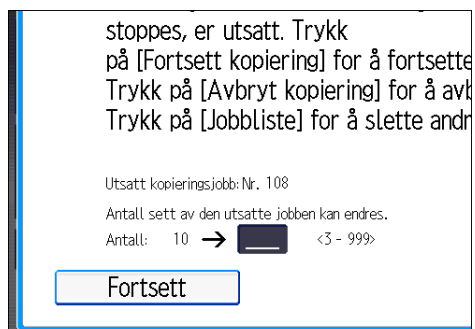 stoppes, er utsatt. Trykk
på [Fortsett kopiering] for å fortsette
Trykk på [Avbryt kopiering] for å avb
Trykk på [Jobbliste] for å slette andr
Utsatt kopieringsjobb: Nr. 108
Antall sett av den utsatte jobben kan endres.
Antall: 10 → ___ <3 - 999>
Fortsett